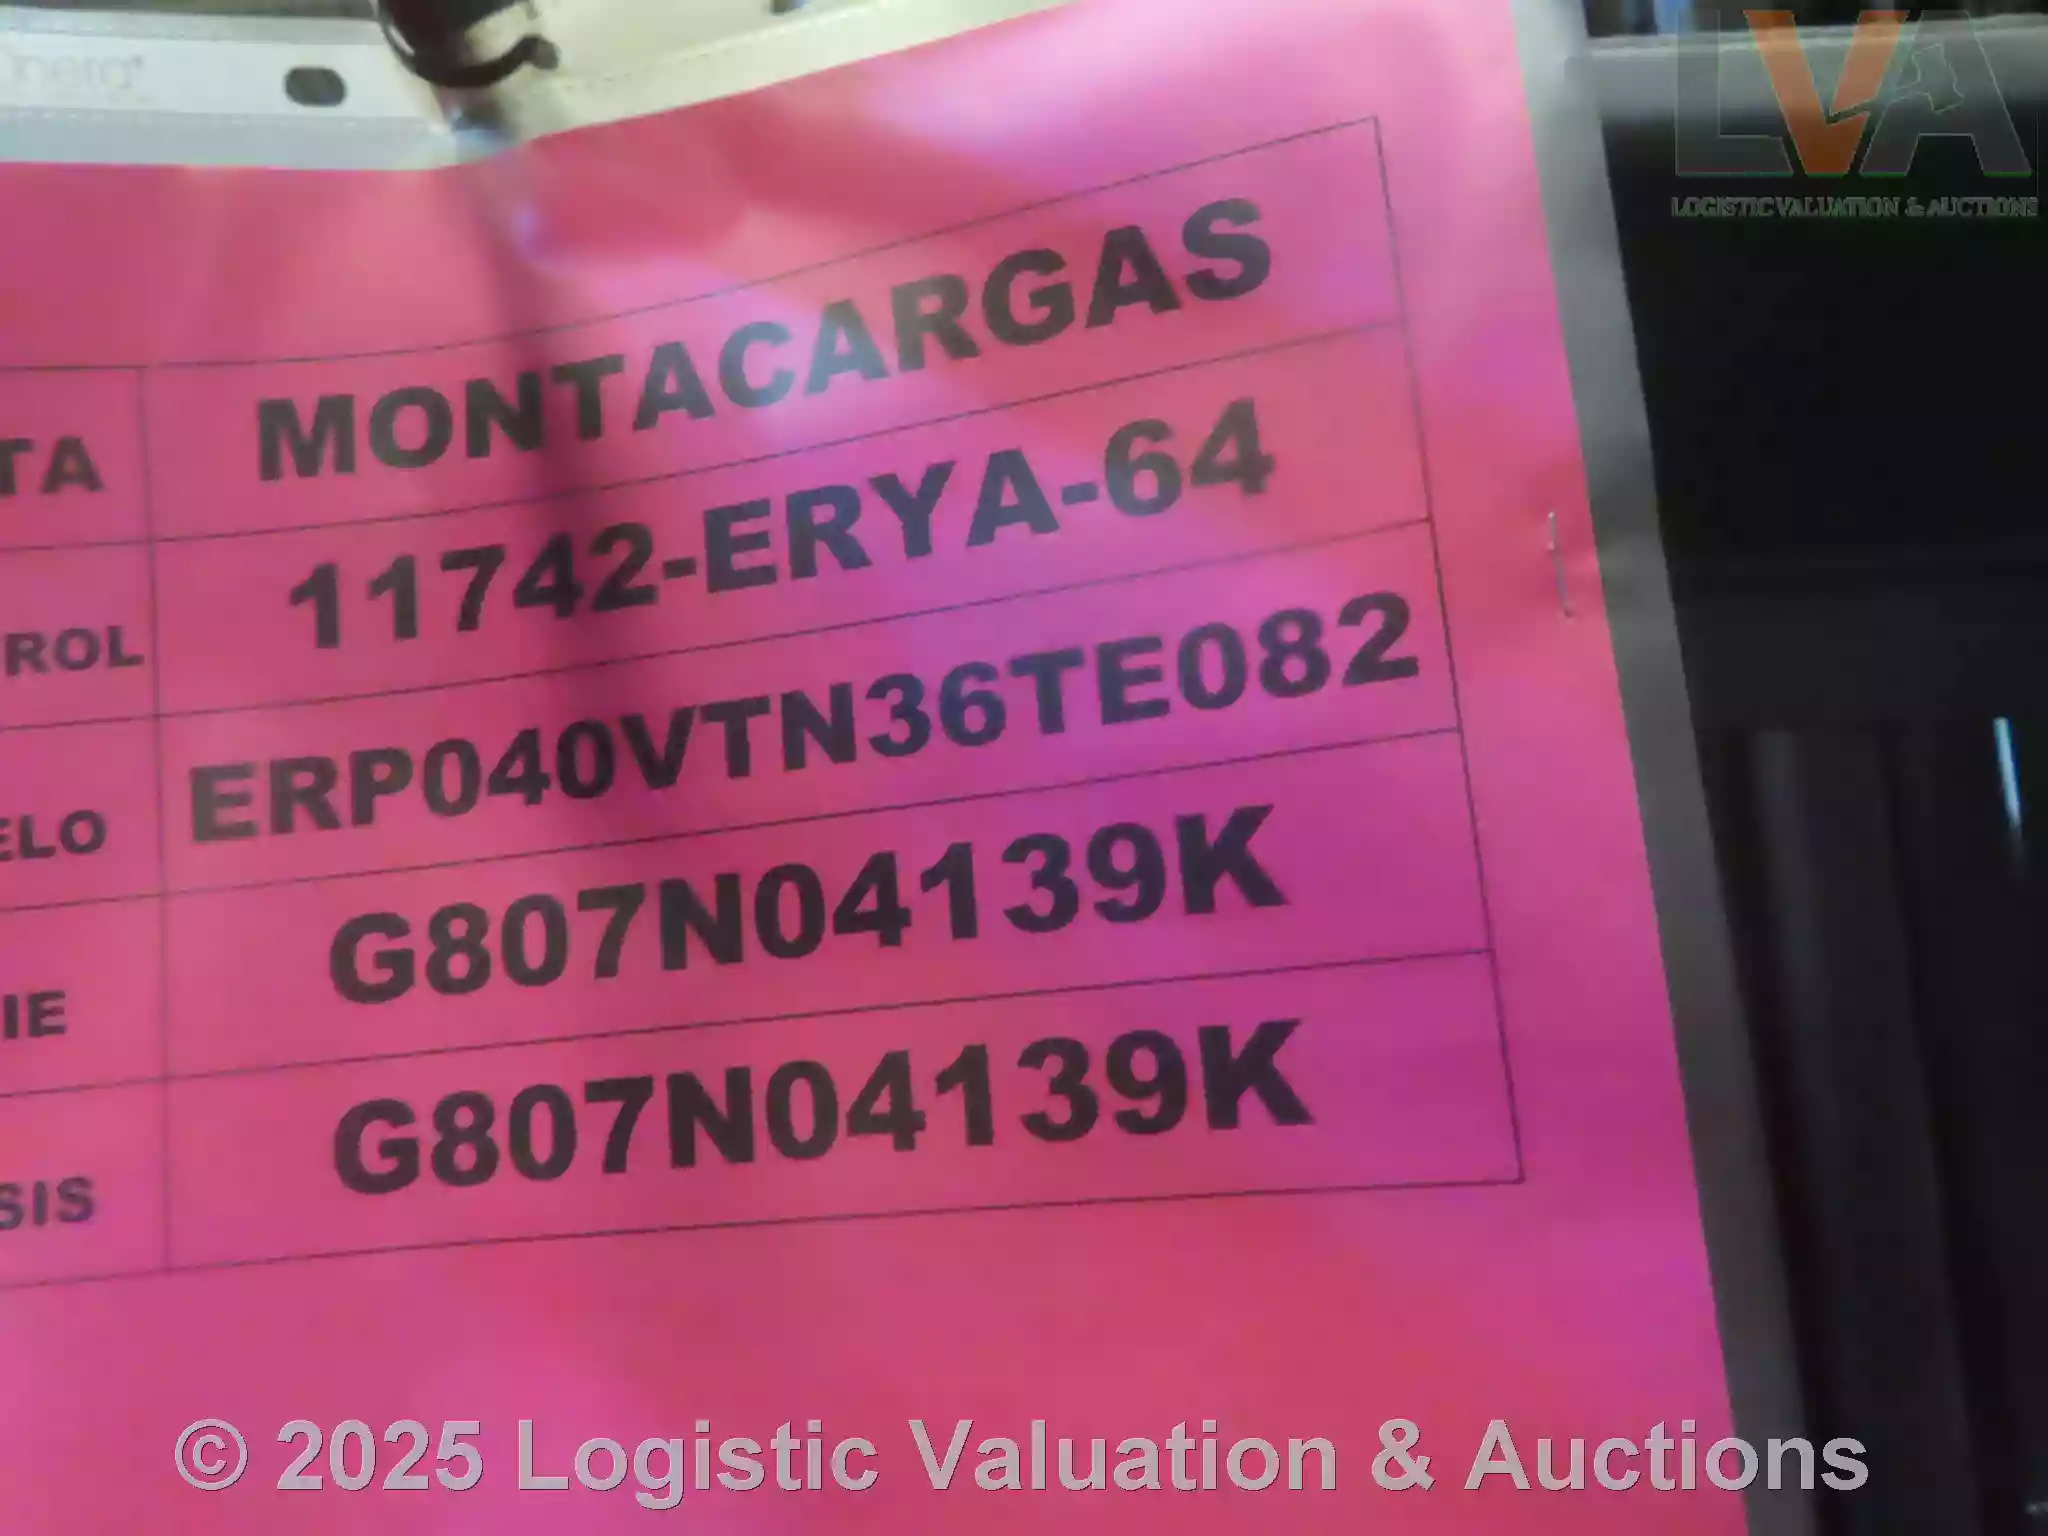 LVA
LOGISTIC VALUATION & AUCTIONS
TA MONTACARGAS
ROL 11742-ERYA-64
ELO ERP040VTN36TE082
IE G807N04139K
SIS G807N04139K
© 2025 Logistic Valuation & Auctions